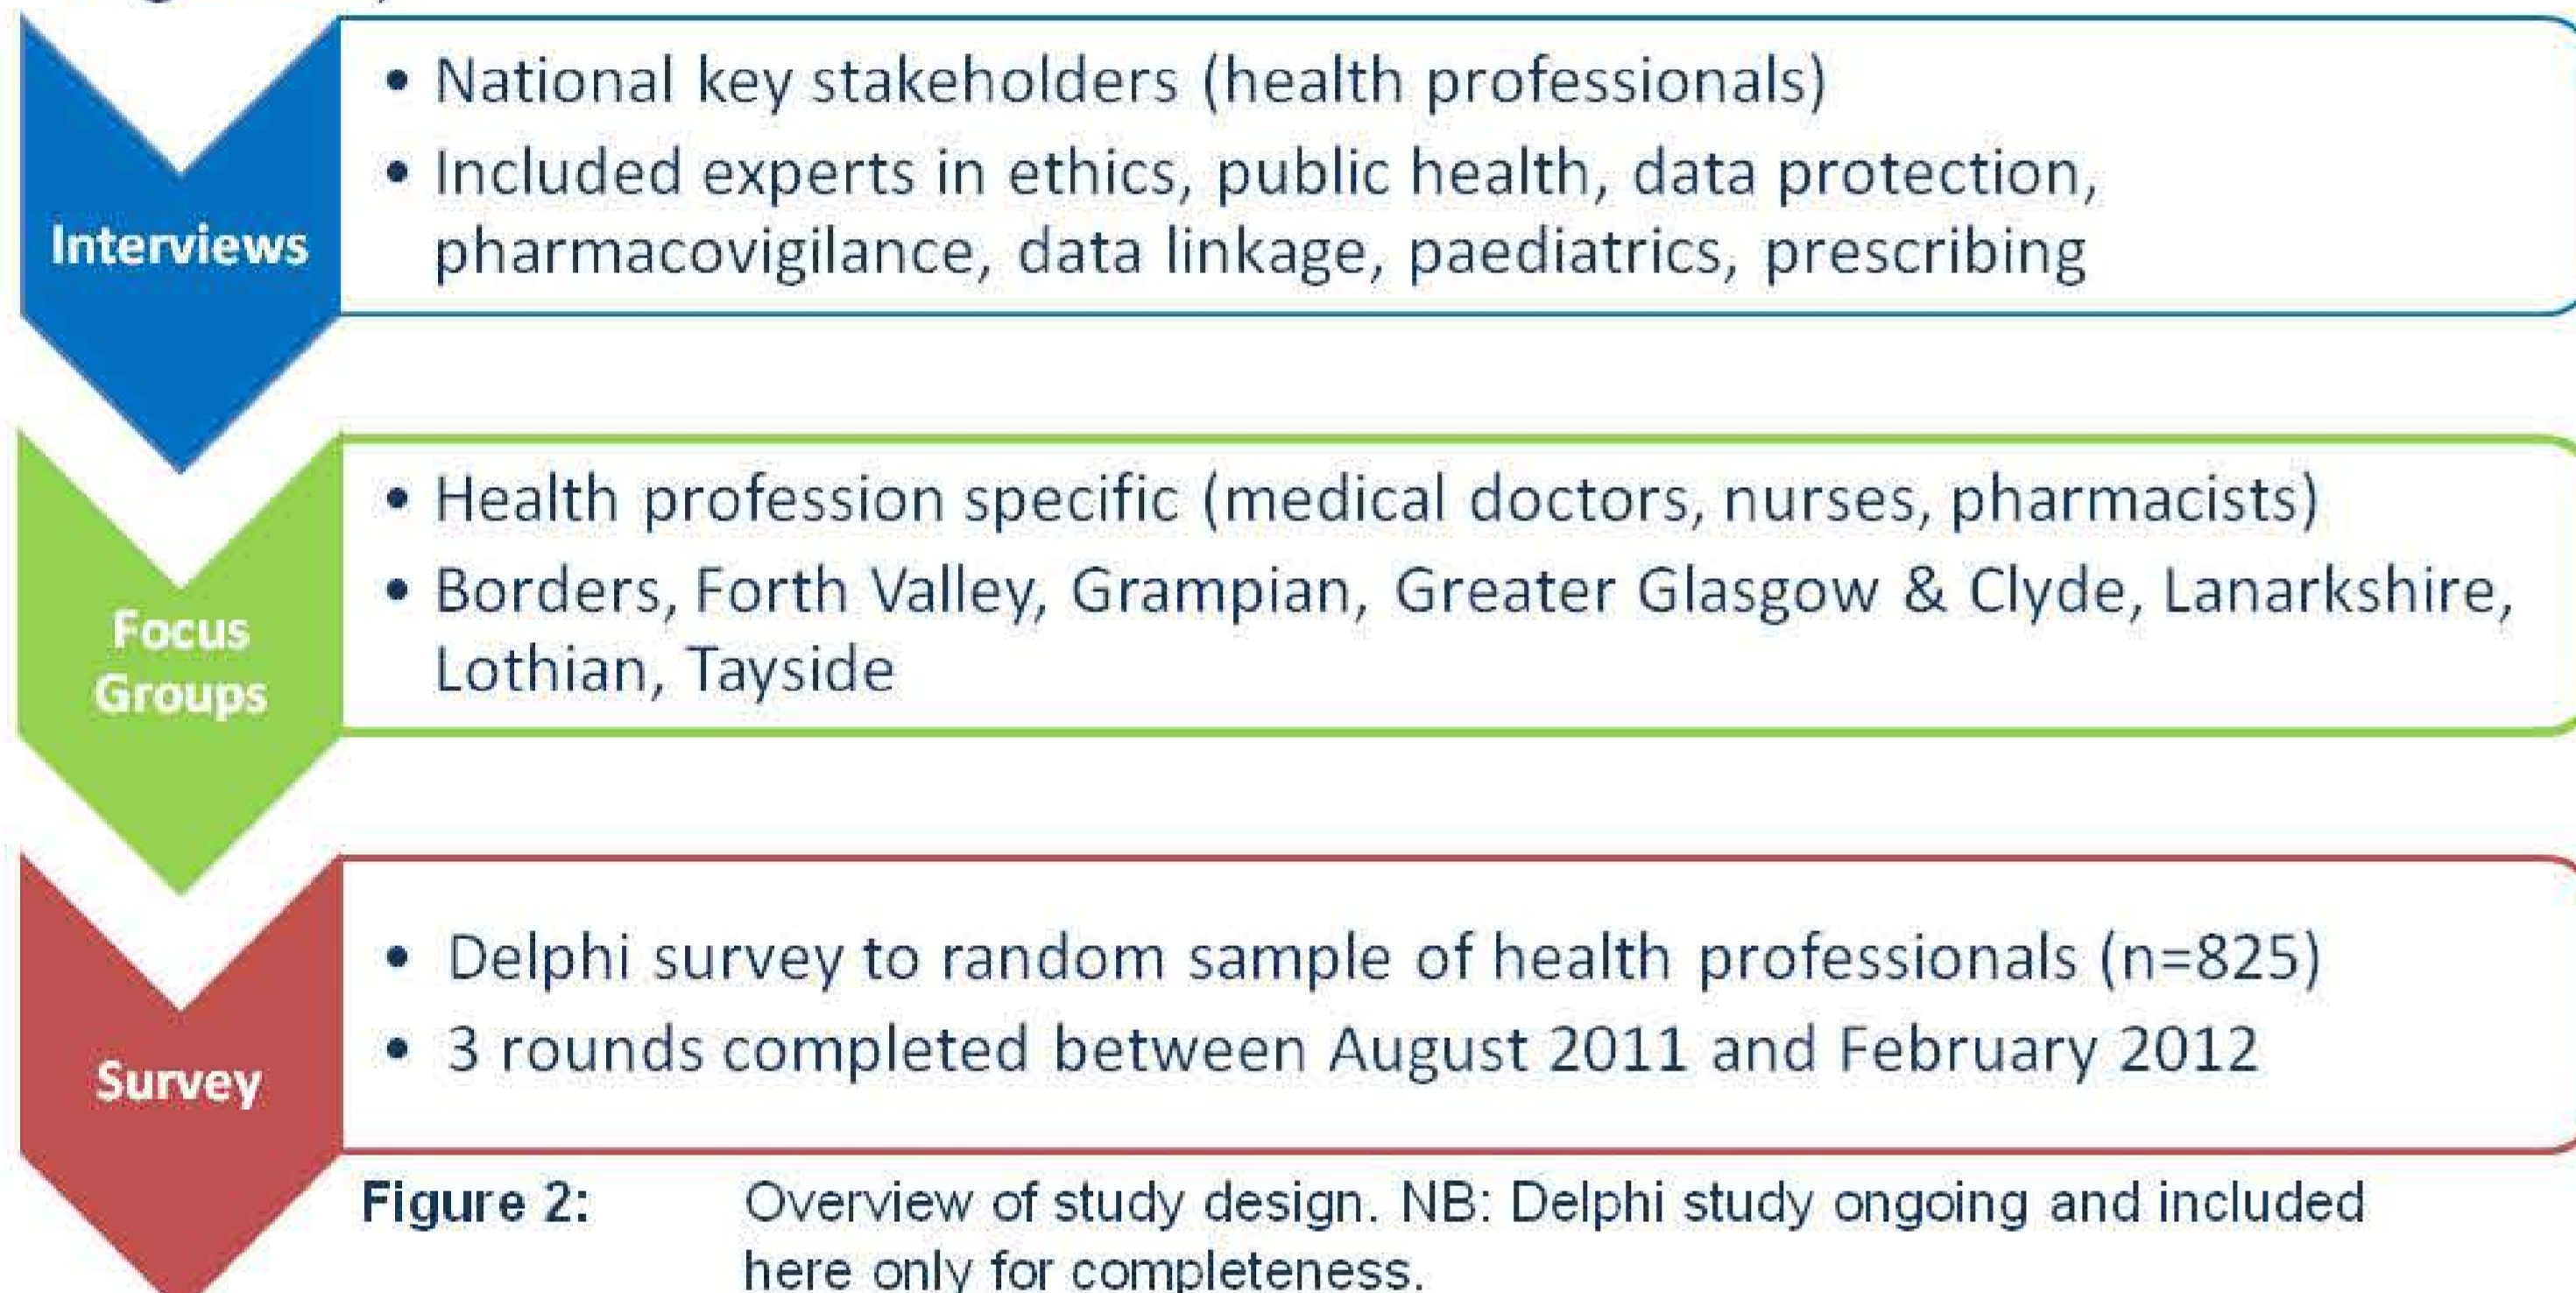 Interviews
• National key stakeholders (health professionals)
• Included experts in ethics, public health, data protection,
pharmacovigilance, data linkage, paediatrics, prescribing
Focus
Groups
• Health profession specific (medical doctors, nurses, pharmacists)
• Borders, Forth Valley, Grampian, Greater Glasgow & Clyde, Lanarkshire,
Lothian, Tayside
Survey
• Delphi survey to random sample of health professionals (n=825)
• 3 rounds completed between August 2011 and February 2012
Figure 2: Overview of study design. NB: Delphi study ongoing and included
here only for completeness.